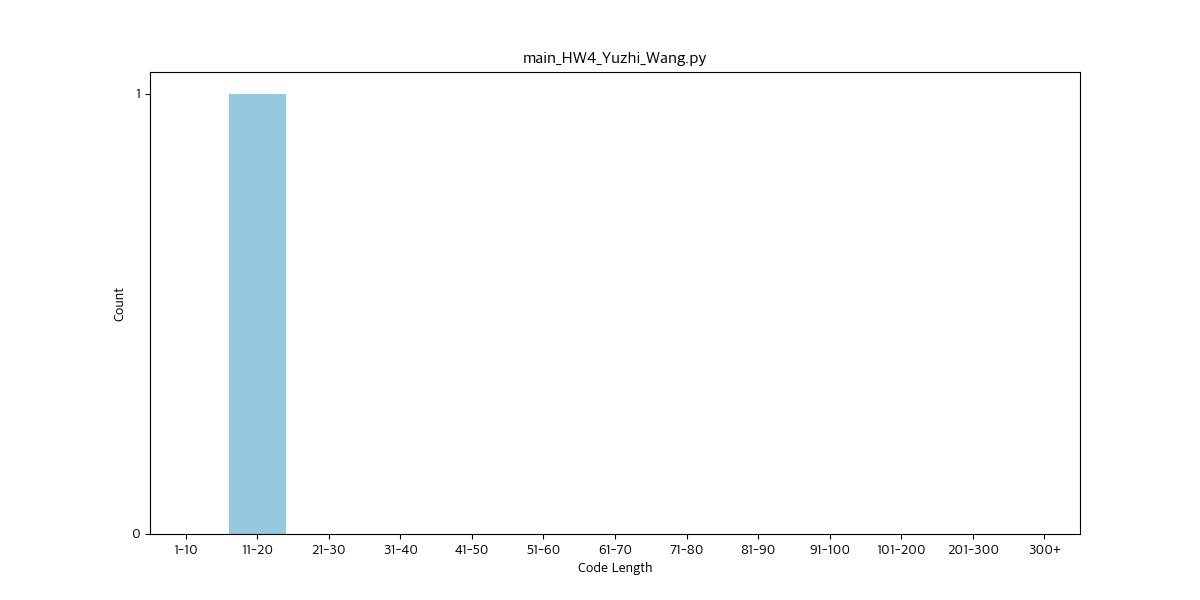 main_HW4_Yuzhi_Wang.py
Count
1
0
1-10 11-20 21-30 31-40 41-50 51-60 61-70 71-80 81-90 91-100 101-200 201-300 300+
Code Length